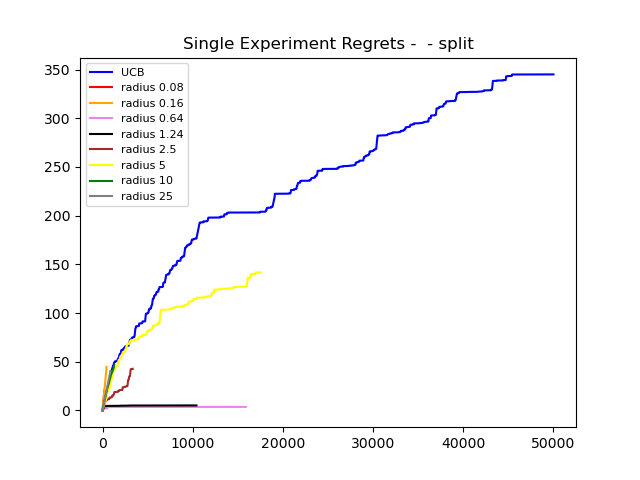 Single Experiment Regrets -  - split
350
300
250
200
150
100
50
0
UCB
radius 0.08
radius 0.16
radius 0.64
radius 1.24
radius 2.5
radius 5
radius 10
radius 25
0 10000 20000 30000 40000 50000